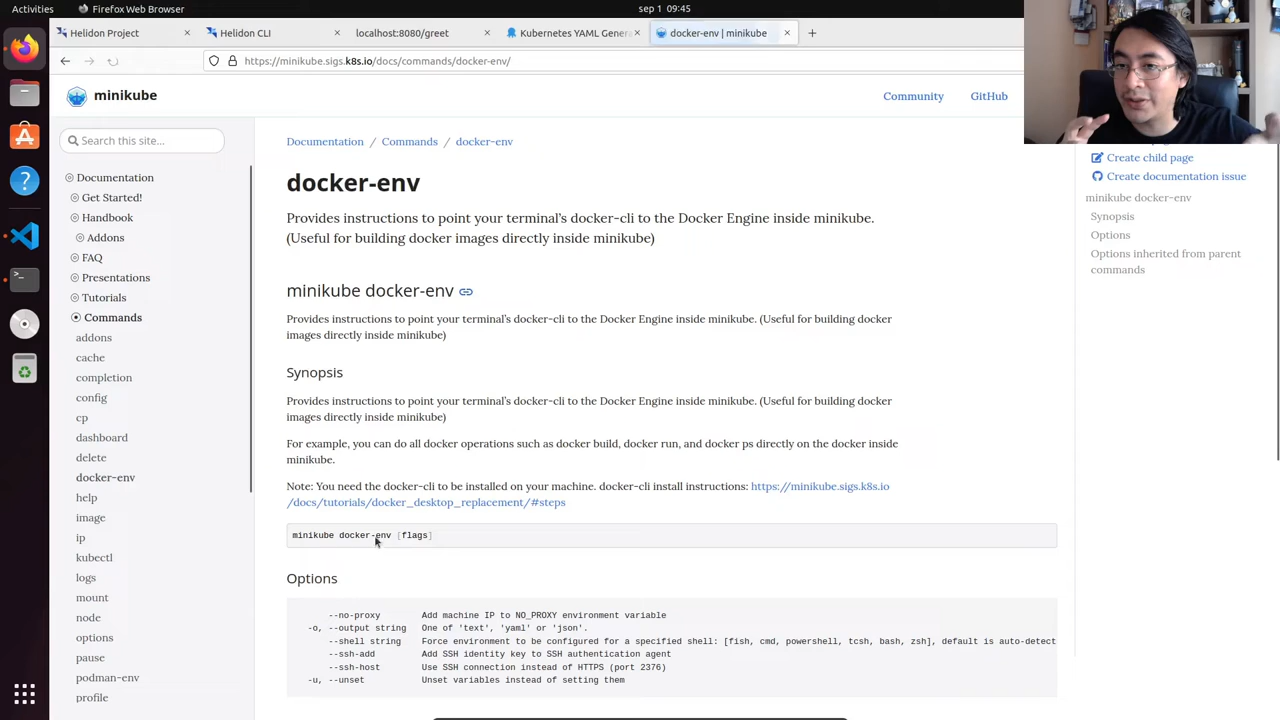 Activities
Firefox Web Browser
sep 1 09:45
Helidon Project
Helidon CLI
localhost:8080/greet
Kubernetes YAML Genera
docker-env | minikube
https://minikube.sigs.k8s.io/docs/commands/docker-env/
minikube
Community
GitHub
Search this site...
Documentation
Get Started!
Handbook
Addons
FAQ
Presentations
Tutorials
Commands
addons
cache
completion
config
cp
dashboard
delete
docker-env
help
image
ip
kubectl
logs
mount
node
options
pause
podman-env
profile
Documentation / Commands / docker-env
docker-env
Provides instructions to point your terminal's docker-cli to the Docker Engine inside minikube.
(Useful for building docker images directly inside minikube)
minikube docker-env
Provides instructions to point your terminal's docker-cli to the Docker Engine inside minikube. (Useful for building docker
images directly inside minikube)
Synopsis
Provides instructions to point your terminal's docker-cli to the Docker Engine inside minikube. (Useful for building docker
images directly inside minikube)
For example, you can do all docker operations such as docker build, docker run, and docker ps directly on the docker inside
minikube.
Note: You need the docker-cli to be installed on your machine. docker-cli install instructions: https://minikube.sigs.k8s.io
/docs/tutorials/docker_desktop_replacement/#steps
minikube docker-env [flags]
Options
--no-proxy Add machine IP to NO_PROXY environment variable
-o, --output string One of 'text', 'yaml' or 'json'.
--shell string Force environment to be configured for a specified shell: [fish, cmd, powershell, tcsh, bash, zsh], default is auto-detect
--ssh-add Add SSH identity key to SSH authentication agent
--ssh-host Use SSH connection instead of HTTPS (port 2376)
-u, --unset Unset variables instead of setting them
Create child page
Create documentation issue
minikube docker-env
Synopsis
Options
Options inherited from parent
commands